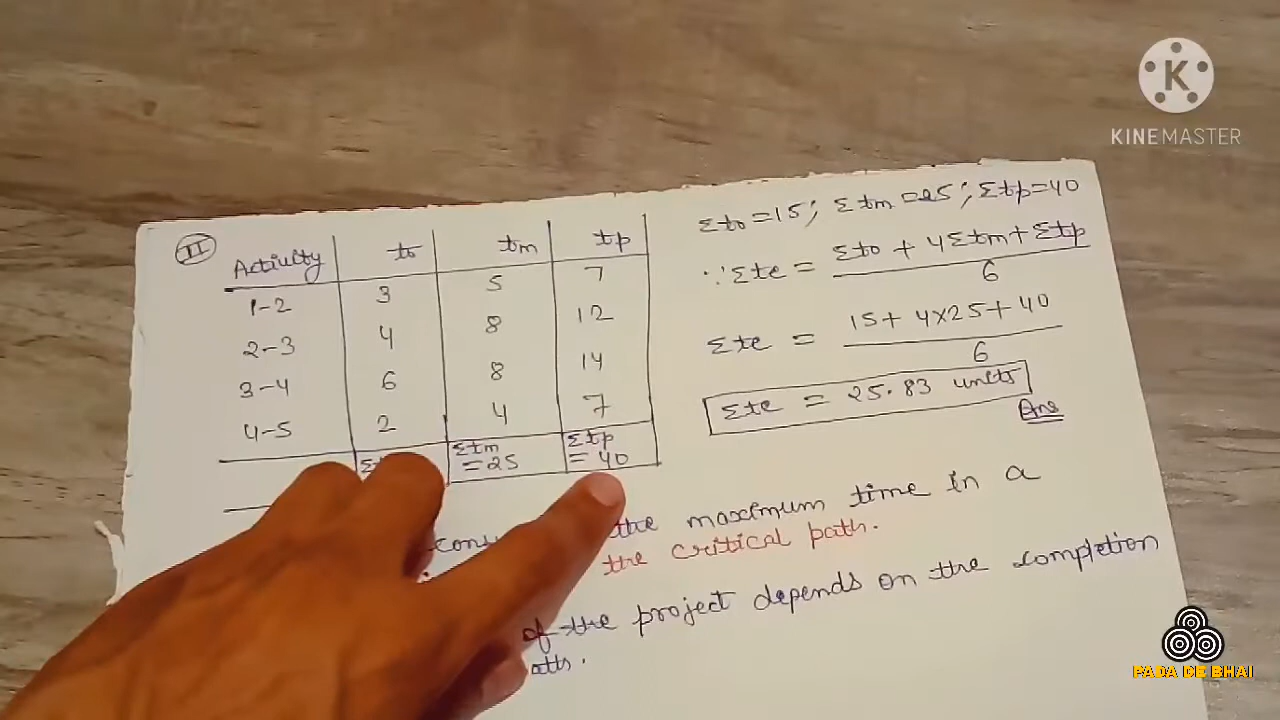 K
KINEMASTER
II
Activity to tm tp
1-2 3 5 7
2-3 4 8 12
3-4 6 8 14
4-5 2 4 7
Σtm = 25
Σtp = 40
Σto = 15; Σtm = 25; Σtp = 40
∵ Σte = Σto + 4Σtm + Σtp / 6
Σte = 15 + 4×25 + 40 / 6
Σte = 25.83 units
Ans
the maximum time in a
the critical path.
of the project depends on the completion
PADA DE BHAI